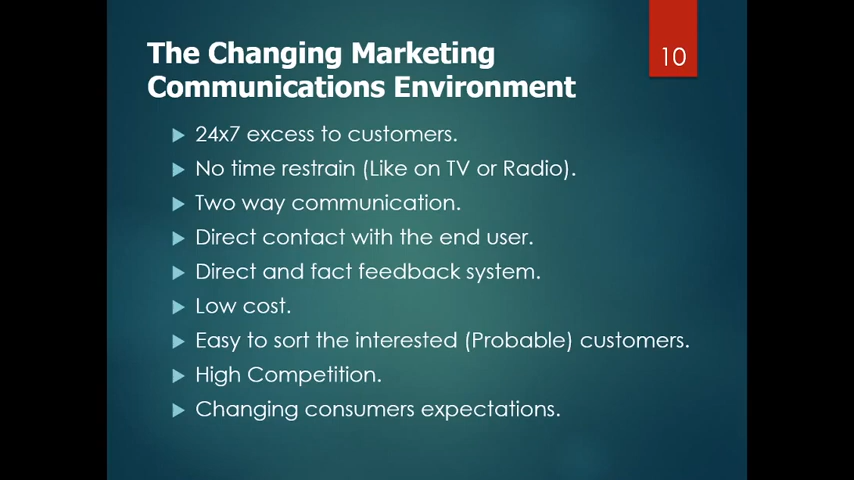 The Changing Marketing
Communications Environment
10
24x7 excess to customers.
No time restrain (Like on TV or Radio).
Two way communication.
Direct contact with the end user.
Direct and fact feedback system.
Low cost.
Easy to sort the interested (Probable) customers.
High Competition.
Changing consumers expectations.